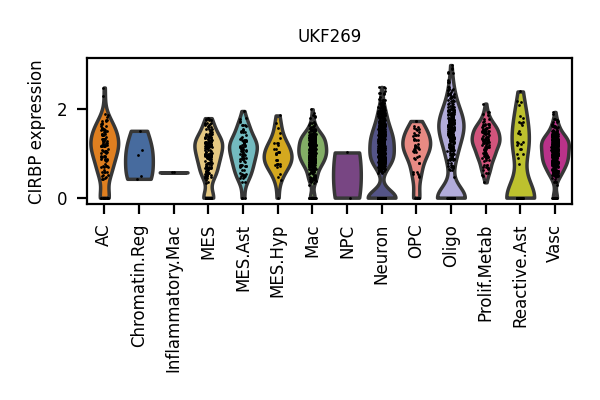 UKF269
CIRBP expression
2
0
AC
Chromatin.Reg
Inflammatory.Mac
MES
MES.Ast
MES.Hyp
Mac
NPC
Neuron
OPC
Oligo
Prolif.Metab
Reactive.Ast
Vasc